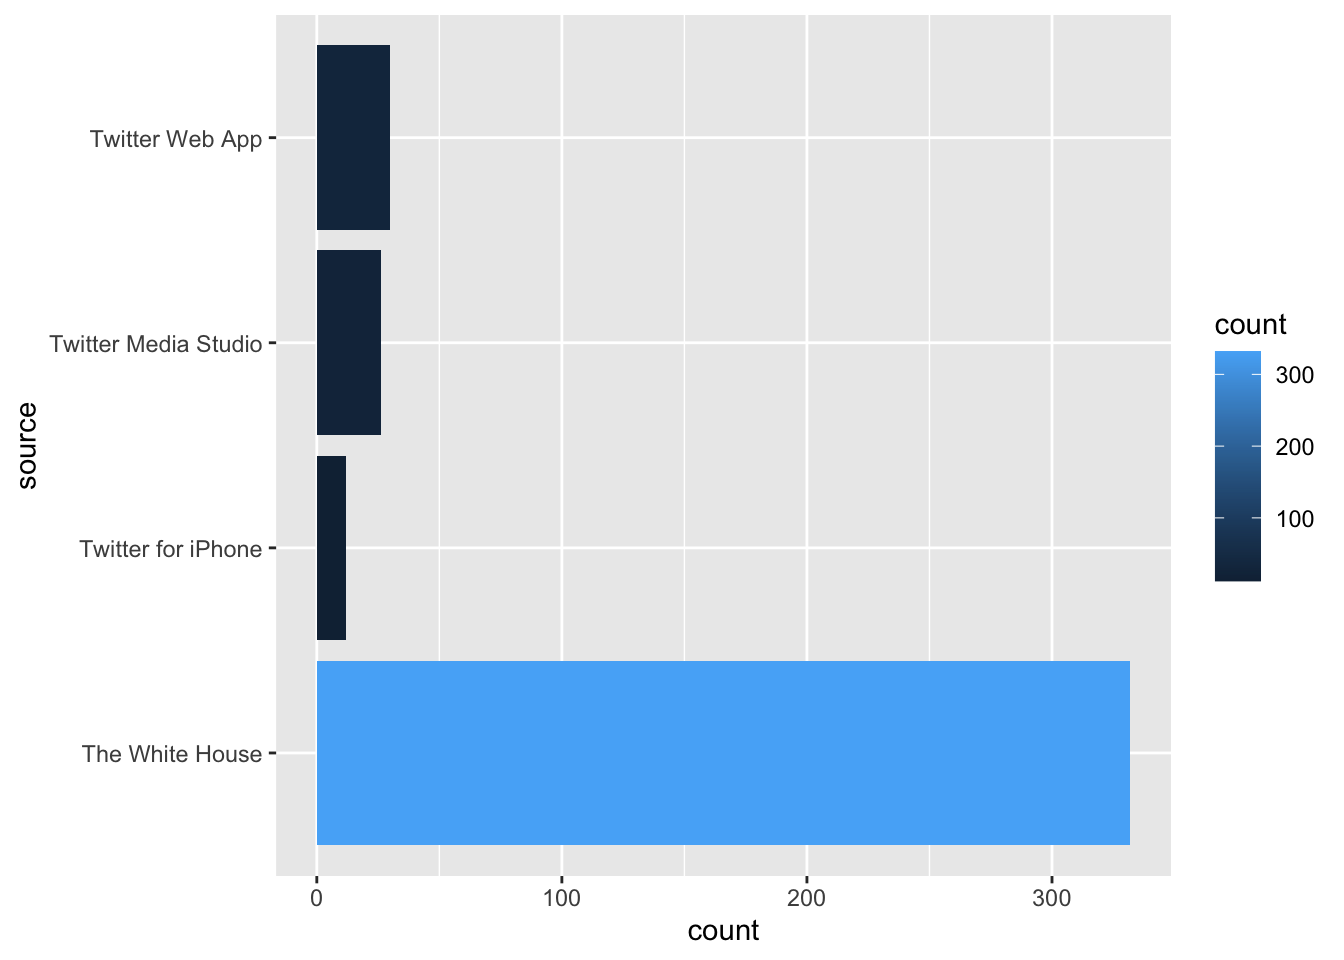 Twitter Web App
Twitter Media Studio
Twitter for iPhone
The White House
source
0 100 200 300
count
count
300
200
100